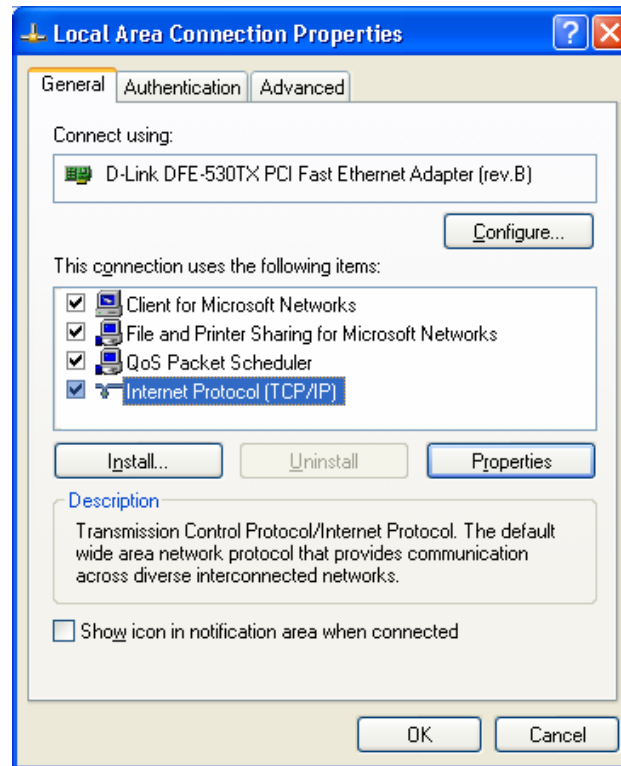 Local Area Connection Properties
General Authentication Advanced
Connect using:
D-Link DFE-530TX PCI Fast Ethernet Adapter (rev.B)
Configure...
This connection uses the following items:
Client for Microsoft Networks
File and Printer Sharing for Microsoft Networks
QoS Packet Scheduler
Internet Protocol (TCP/IP)
Install... Uninstall Properties
Description
Transmission Control Protocol/Internet Protocol. The default
wide area network protocol that provides communication
across diverse interconnected networks.
Show icon in notification area when connected
OK Cancel